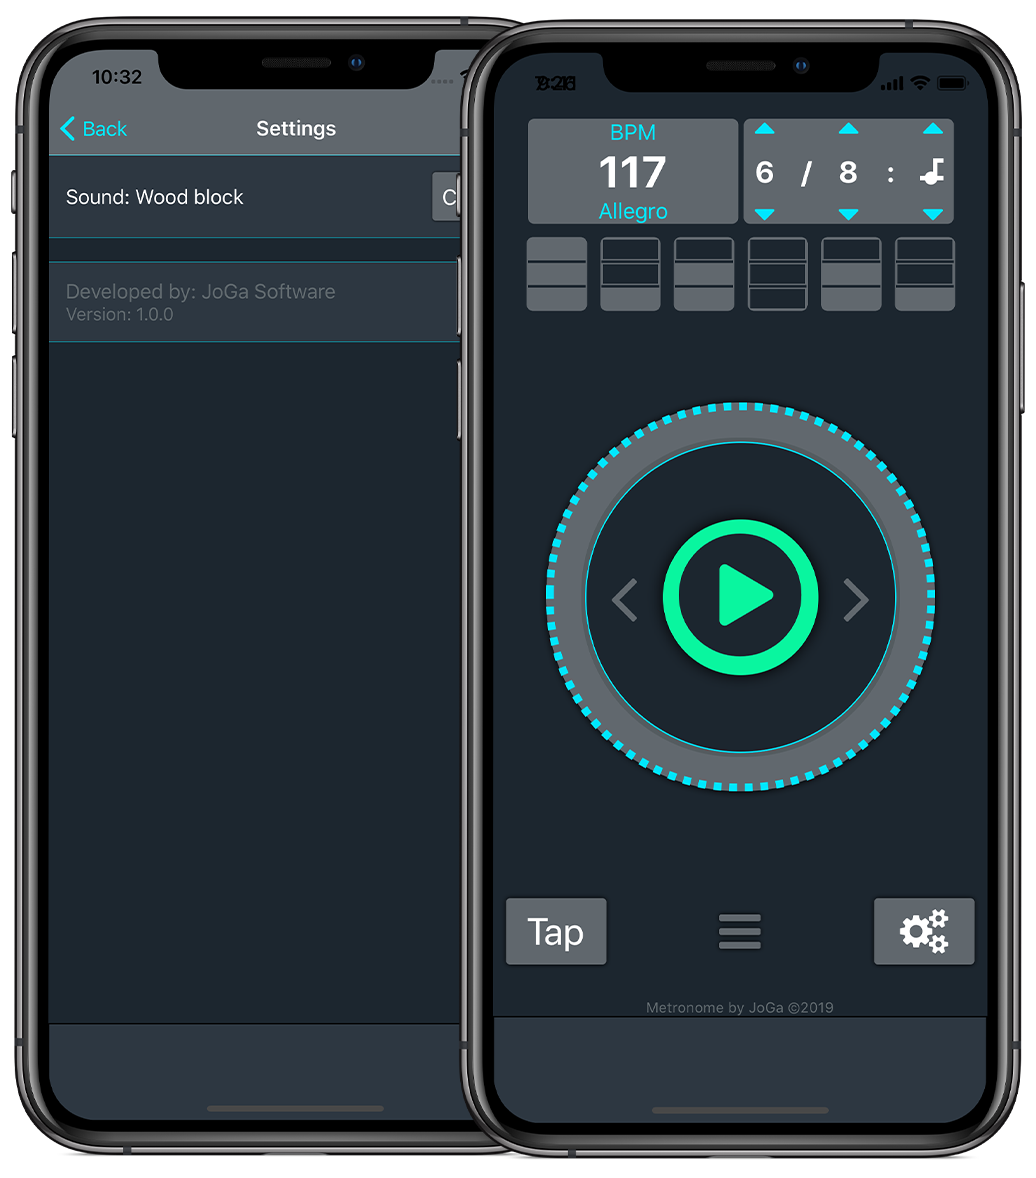 10:32
Back
Settings
Sound: Wood block
C
Developed by: JoGa Software
Version: 1.0.0
BPM
117
Allegro
6 / 8 :
Tap
Metronome by JoGa ©2019